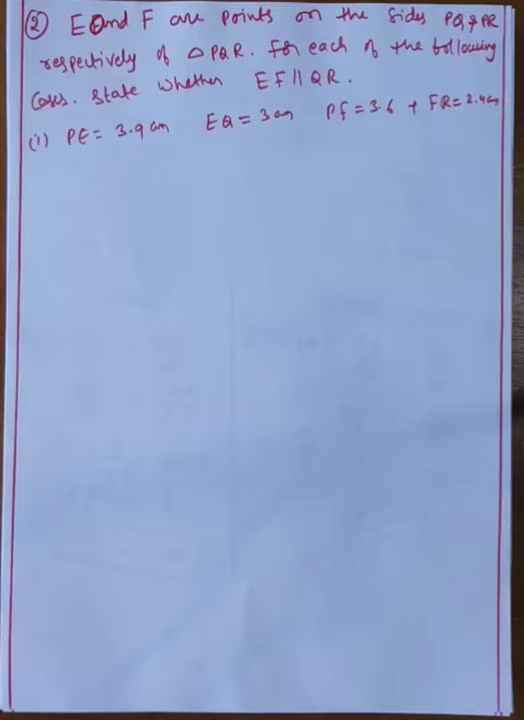 ② E and F are points on the sides PQ & PR
respectively of △ PQR. For each of the following
Cases. State whether EF || QR.
(i) PE = 3.9 cm EQ = 3 cm PF = 3.6 + FR = 2.4 cm